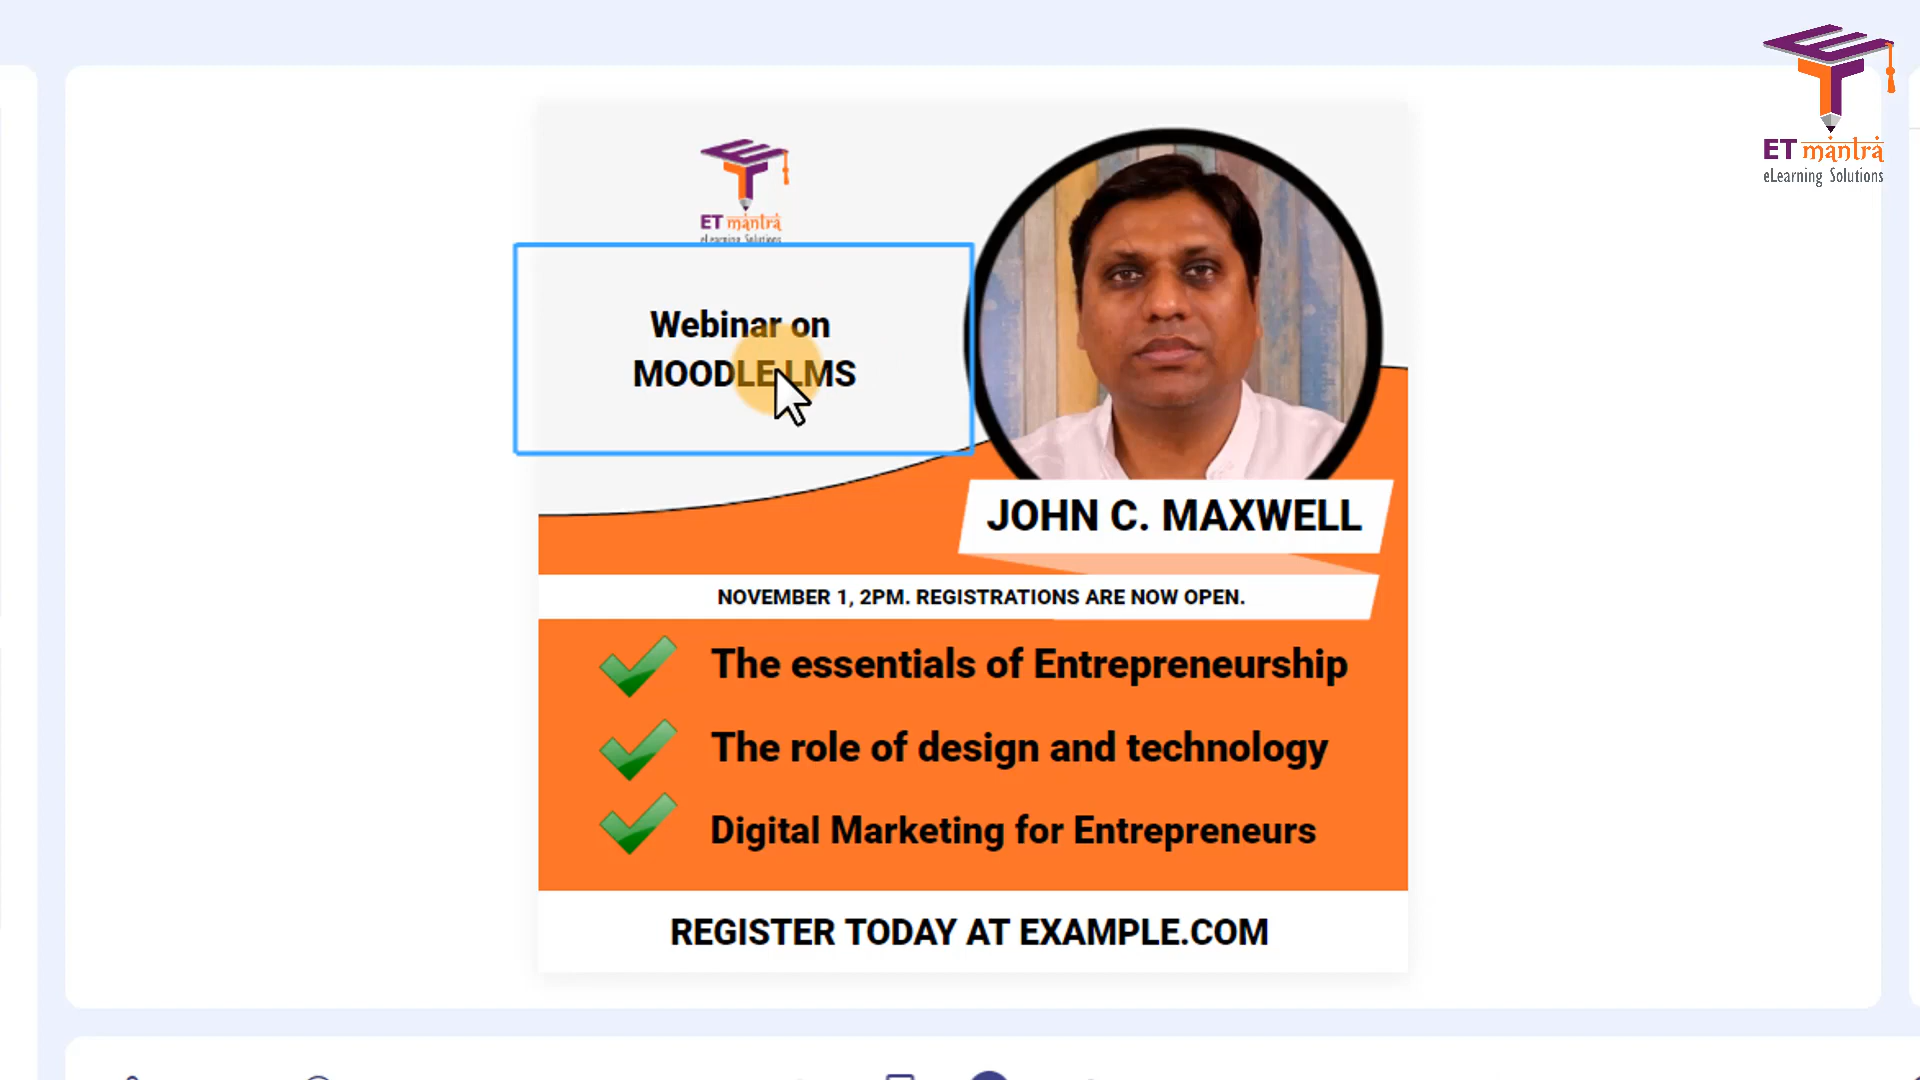 ET mantra
eLearning Solutions
ET mantra
eLearning Solutions
Webinar on
MOODLE LMS
JOHN C. MAXWELL
NOVEMBER 1, 2PM. REGISTRATIONS ARE NOW OPEN.
The essentials of Entrepreneurship
The role of design and technology
Digital Marketing for Entrepreneurs
REGISTER TODAY AT EXAMPLE.COM